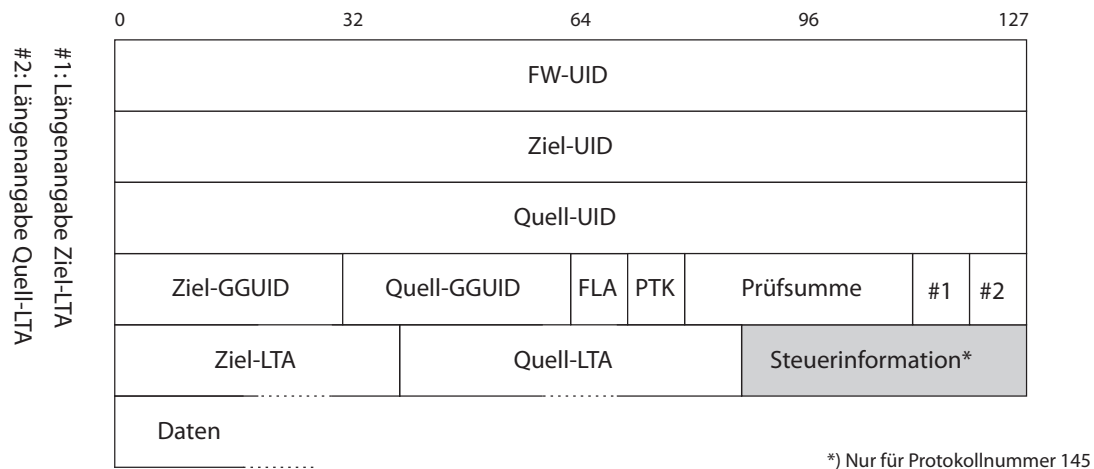 0 32 64 96 127
#1: Längenangabe Ziel-LTA
#2: Längenangabe Quell-LTA
FW-UID
Ziel-UID
Quell-UID
Ziel-GGUID Quell-GGUID FLA PTK Prüfsumme #1 #2
Ziel-LTA Quell-LTA Steuerinformation*
Daten
*) Nur für Protokollnummer 145